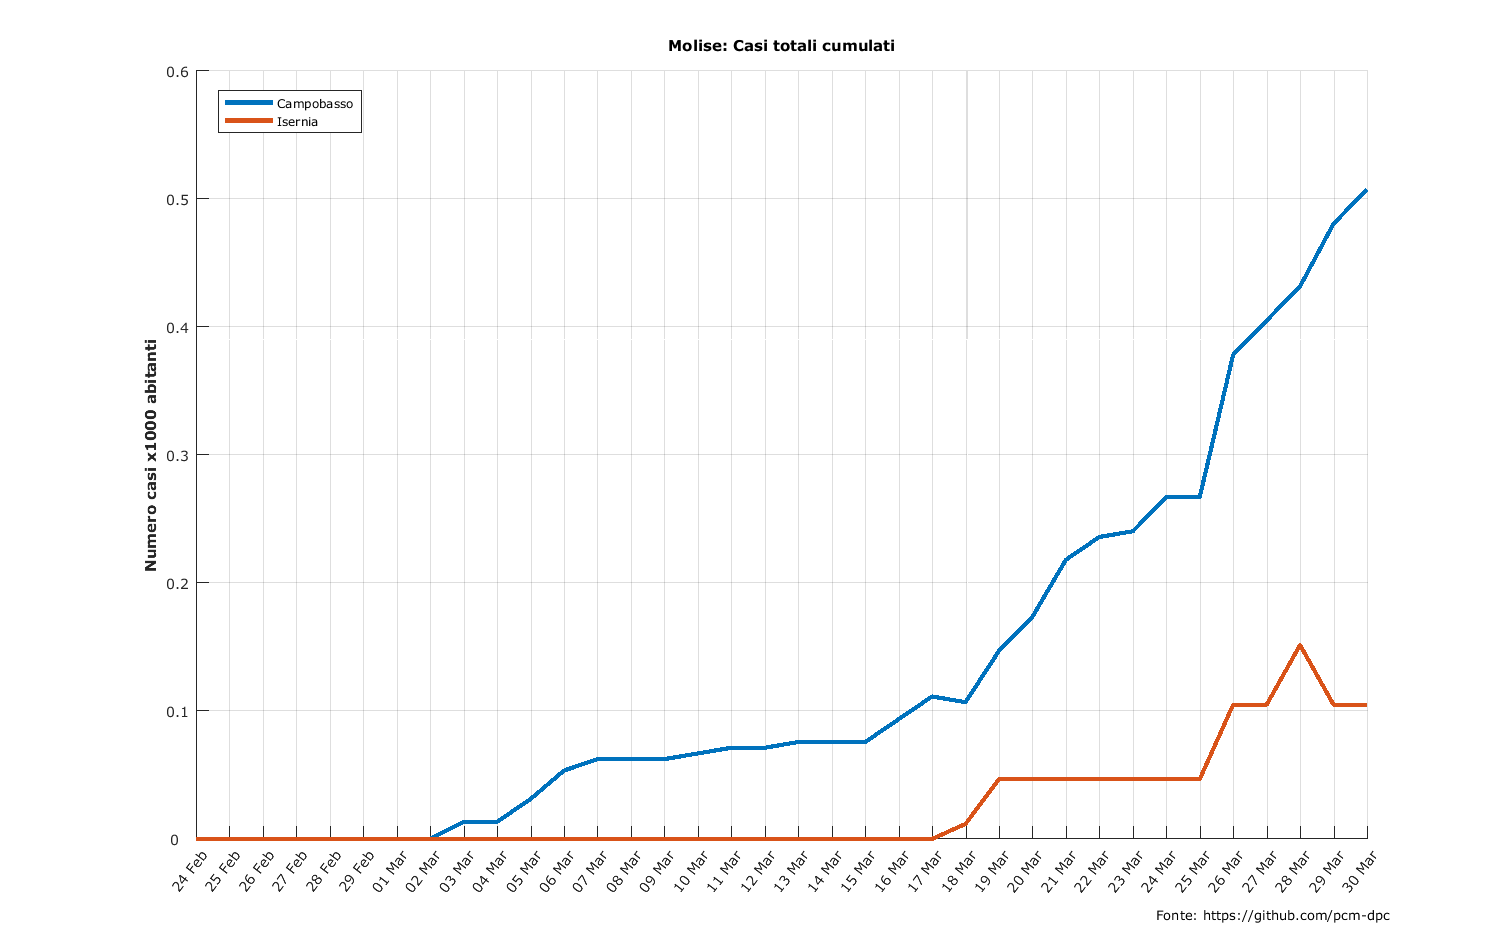 Molise: Casi totali cumulati
Campobasso
Isernia
Numero casi x1000 abitanti
0.6
0.5
0.4
0.3
0.2
0.1
0
24 Feb
25 Feb
26 Feb
27 Feb
28 Feb
29 Feb
01 Mar
02 Mar
03 Mar
04 Mar
05 Mar
06 Mar
07 Mar
08 Mar
09 Mar
10 Mar
11 Mar
12 Mar
13 Mar
14 Mar
15 Mar
16 Mar
17 Mar
18 Mar
19 Mar
20 Mar
21 Mar
22 Mar
23 Mar
24 Mar
25 Mar
26 Mar
27 Mar
28 Mar
29 Mar
30 Mar
Fonte: https://github.com/pcm-dpc